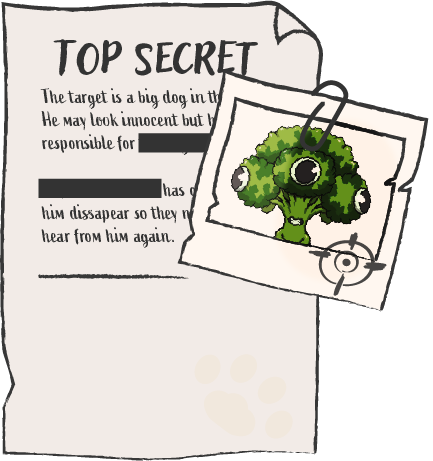 TOP SECRET
The target is a big dog in
He may look innocent but
responsible for
has
him dissapear so they
hear from him again.